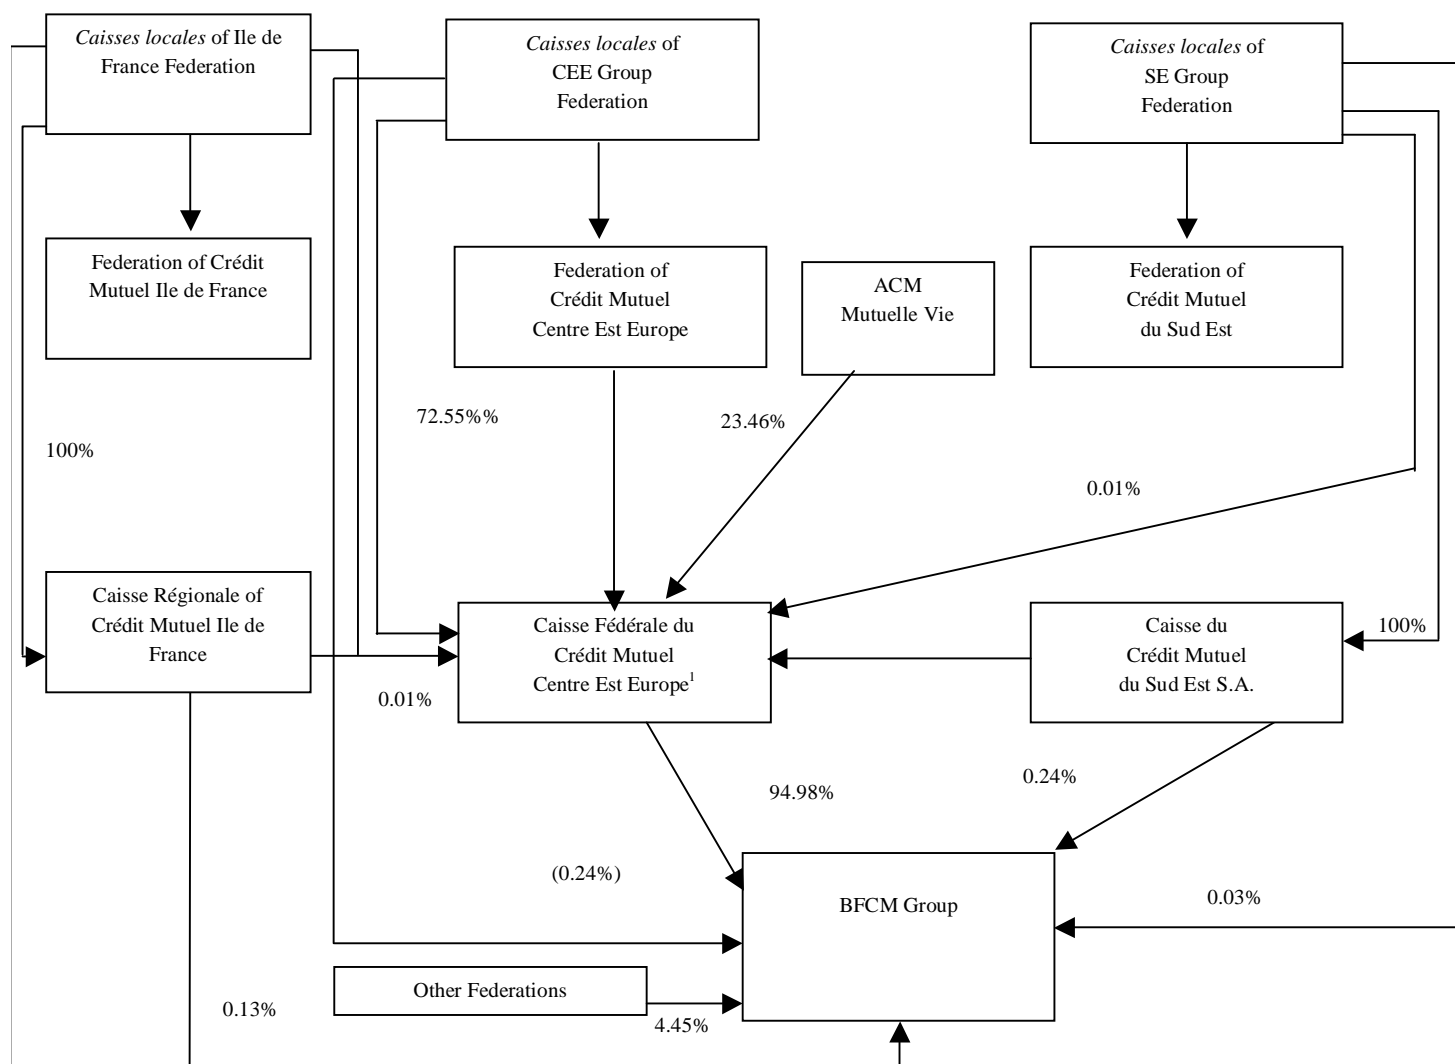 Caisses locales of Ile de
France Federation
Caisses locales of
CEE Group
Federation
Caisses locales of
SE Group
Federation
Federation of Crédit
Mutuel Ile de France
Federation of
Crédit Mutuel
Centre Est Europe
ACM
Mutuelle Vie
Federation of
Crédit Mutuel
du Sud Est
72.55%%
23.46%
100%
0.01%
Caisse Régionale of
Crédit Mutuel Ile de
France
Caisse Fédérale du
Crédit Mutuel
Centre Est Europe1
Caisse du
Crédit Mutuel
du Sud Est S.A.
100%
0.01%
94.98%
0.24%
(0.24%)
BFCM Group
0.03%
Other Federations
0.13%
4.45%